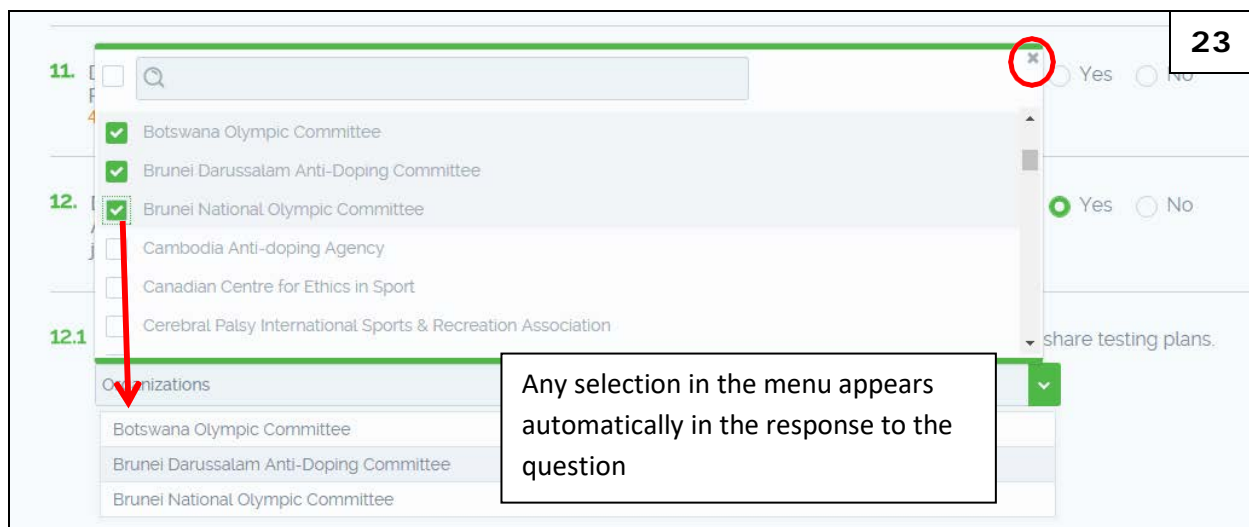 23
11. Yes No
4
Botswana Olympic Committee
Brunei Darussalam Anti-Doping Committee
12. Brunei National Olympic Committee Yes No
Cambodia Anti-doping Agency
Canadian Centre for Ethics in Sport
Cerebral Palsy International Sports & Recreation Association
12.1 share testing plans.
Organizations
Any selection in the menu appears
automatically in the response to the
question
Botswana Olympic Committee
Brunei Darussalam Anti-Doping Committee
Brunei National Olympic Committee